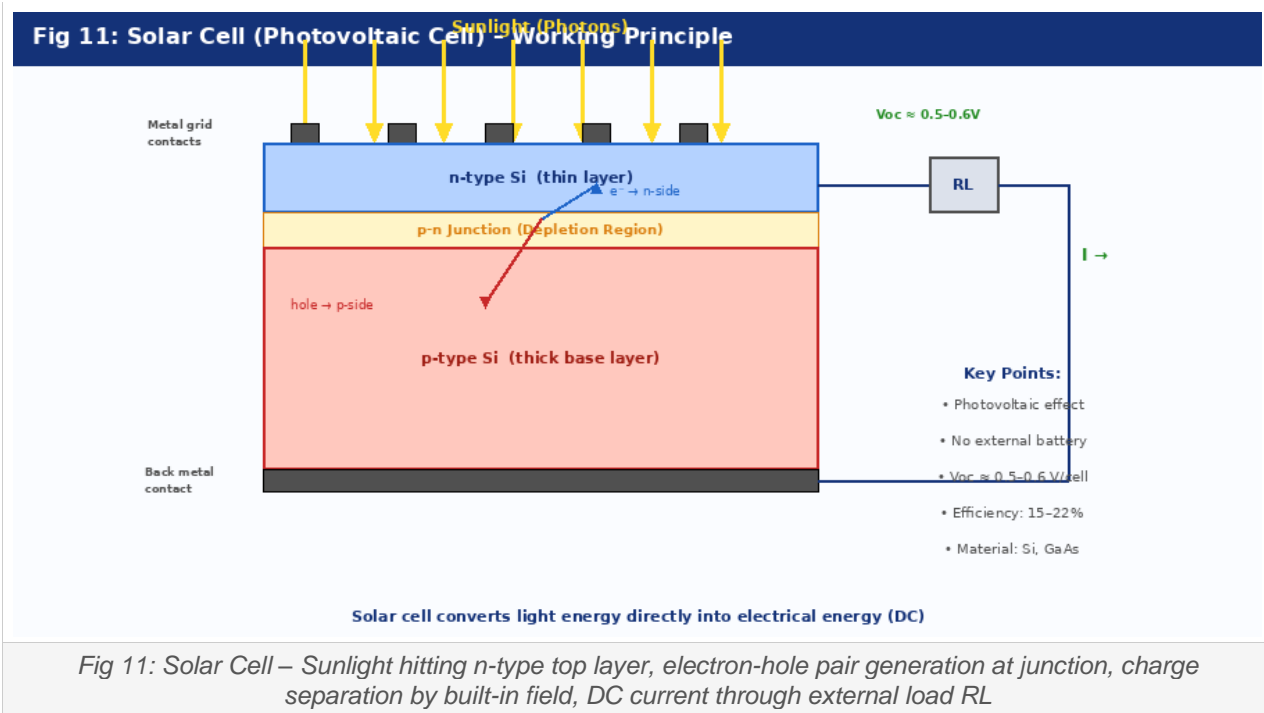 Sunlight (Photons)
Fig 11: Solar Cell (Photovoltaic Cell) – Working Principle
Voc ≈ 0.5–0.6V
Metal grid
contacts
n-type Si (thin layer)
e⁻ → n-side
RL
p-n Junction (Depletion Region)
I →
hole → p-side
p-type Si (thick base layer)
Key Points:
• Photovoltaic effect
• No external battery
• Voc ≈ 0.5–0.6 V/cell
• Efficiency: 15–22%
• Material: Si, GaAs
Back metal
contact
Solar cell converts light energy directly into electrical energy (DC)
Fig 11: Solar Cell – Sunlight hitting n-type top layer, electron-hole pair generation at junction, charge
separation by built-in field, DC current through external load RL